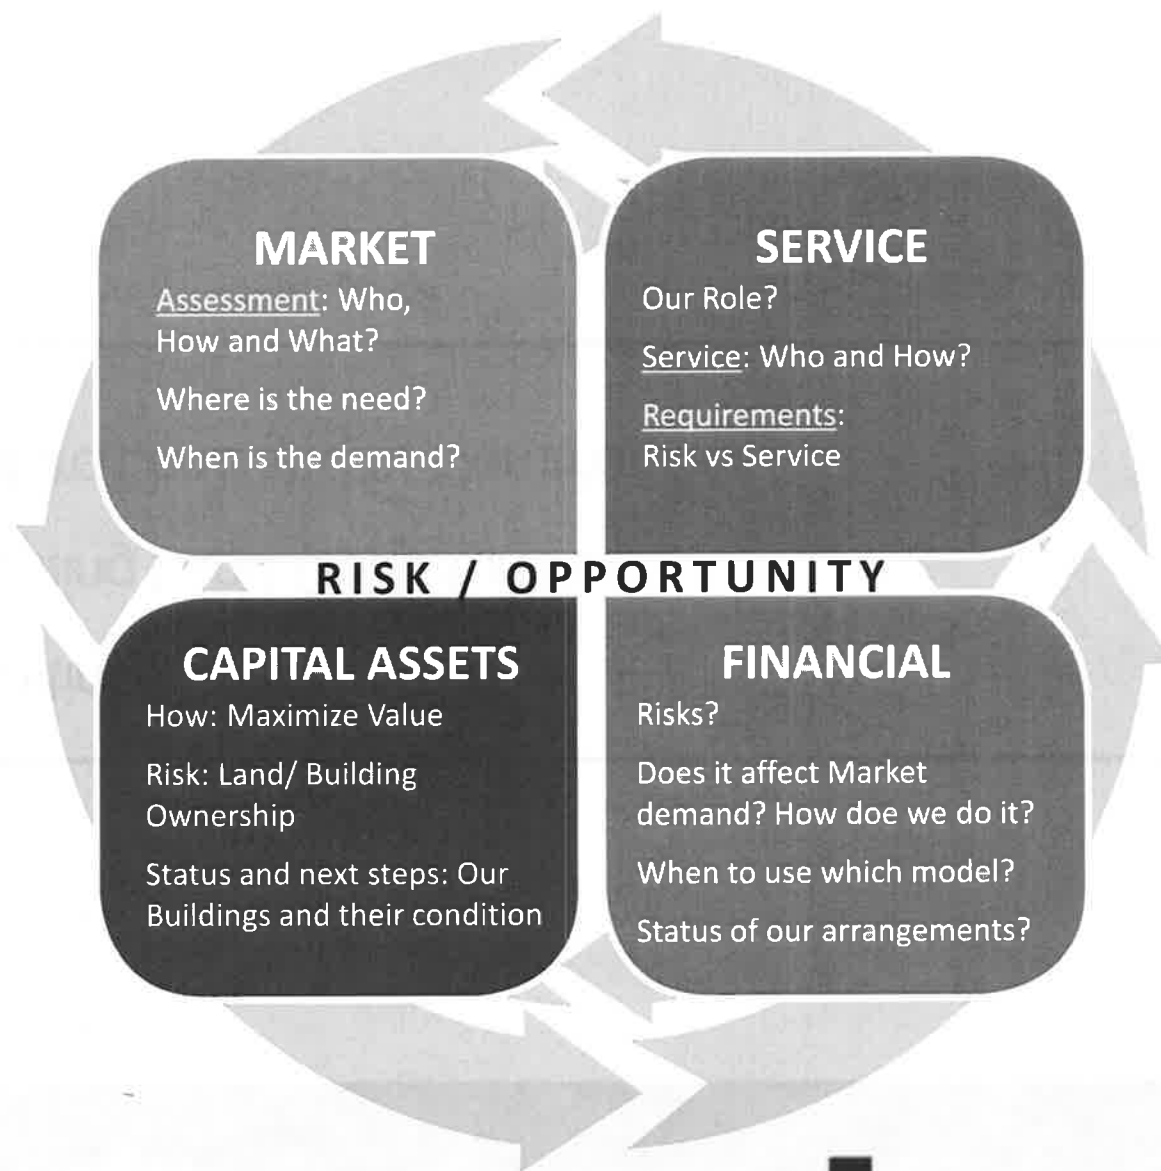 MARKET
Assessment: Who,
How and What?
Where is the need?
When is the demand?
SERVICE
Our Role?
Service: Who and How?
Requirements:
Risk vs Service
RISK / OPPORTUNITY
CAPITAL ASSETS
How: Maximize Value
Risk: Land/ Building
Ownership
Status and next steps: Our
Buildings and their condition
FINANCIAL
Risks?
Does it affect Market
demand? How doe we do it?
When to use which model?
Status of our arrangements?